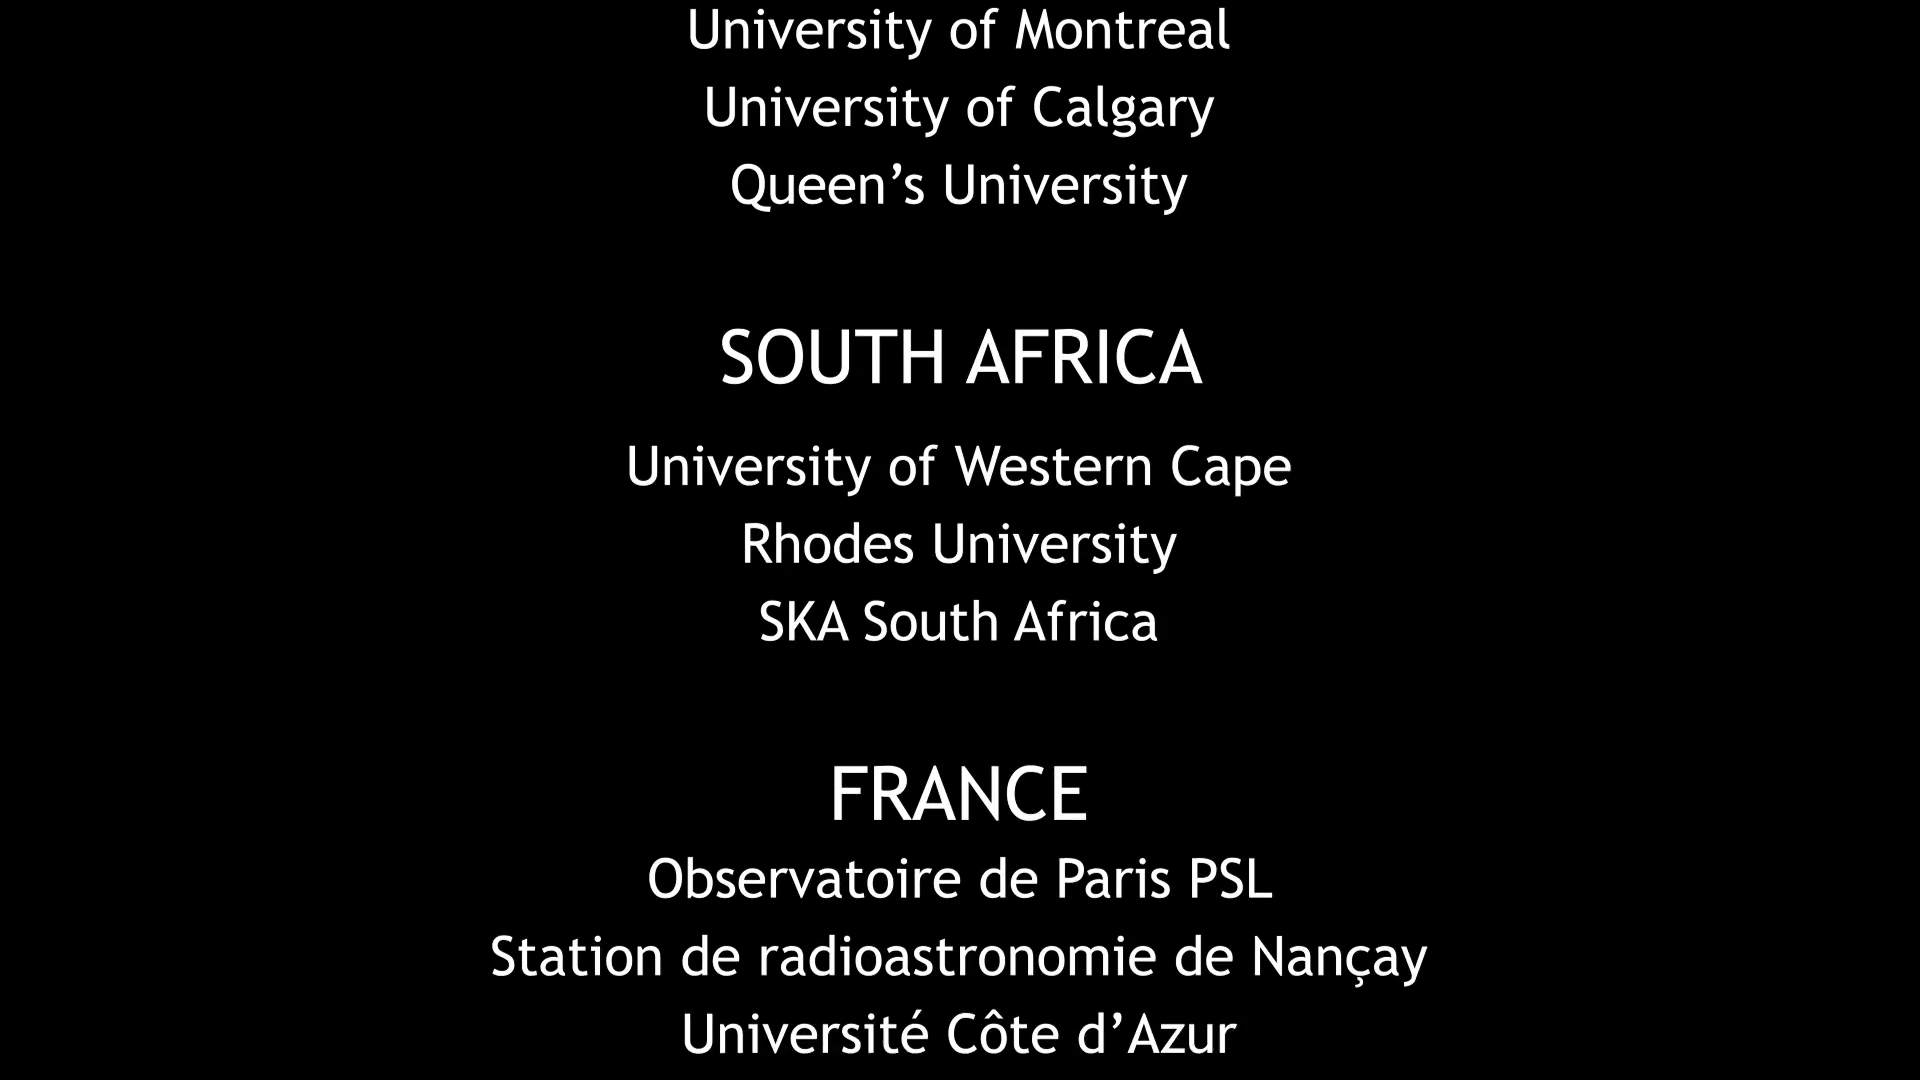 University of Montreal
University of Calgary
Queen’s University
SOUTH AFRICA
University of Western Cape
Rhodes University
SKA South Africa
FRANCE
Observatoire de Paris PSL
Station de radioastronomie de Nançay
Université Côte d’Azur